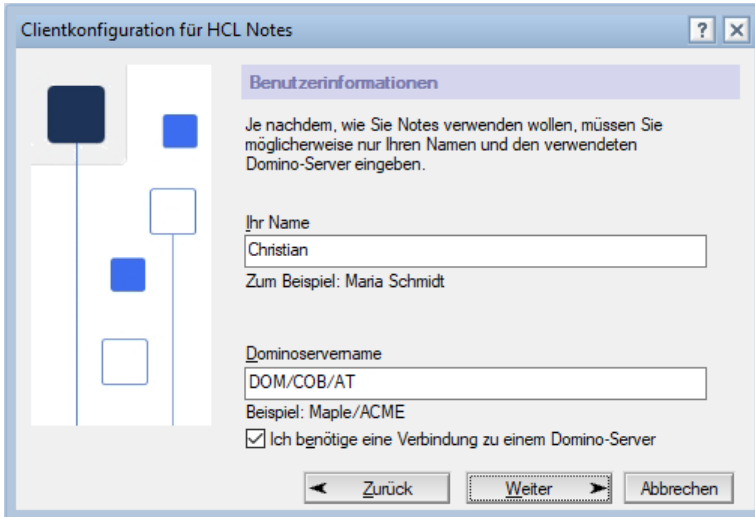 Clientkonfiguration für HCL Notes
?
Benutzerinformationen
Je nachdem, wie Sie Notes verwenden wollen, müssen Sie
möglicherweise nur Ihren Namen und den verwendeten
Domino-Server eingeben.
Ihr Name
Christian
Zum Beispiel: Maria Schmidt
Dominoservername
DOM/COB/AT
Beispiel: Maple/ACME
Ich benötige eine Verbindung zu einem Domino-Server
Zurück Weiter Abbrechen